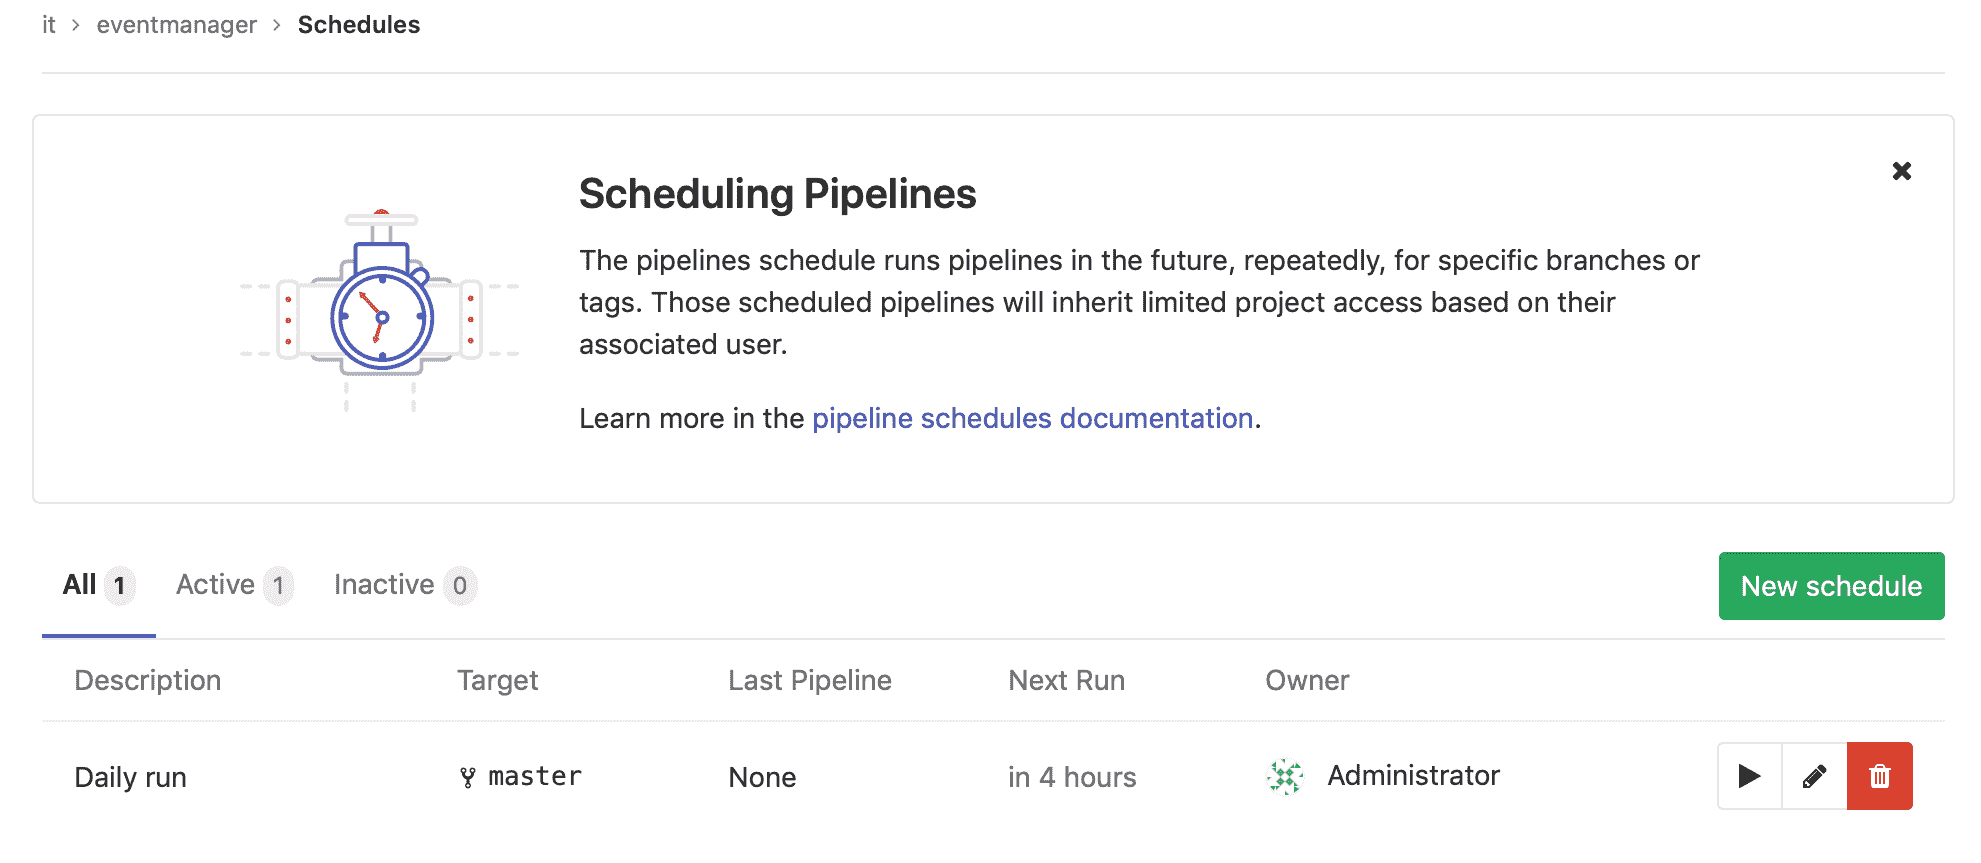 it > eventmanager > Schedules
Scheduling Pipelines
The pipelines schedule runs pipelines in the future, repeatedly, for specific branches or
tags. Those scheduled pipelines will inherit limited project access based on their
associated user.
Learn more in the pipeline schedules documentation.
All 1 Active 1 Inactive 0 New schedule
Description Target Last Pipeline Next Run Owner
Daily run master None in 4 hours Administrator